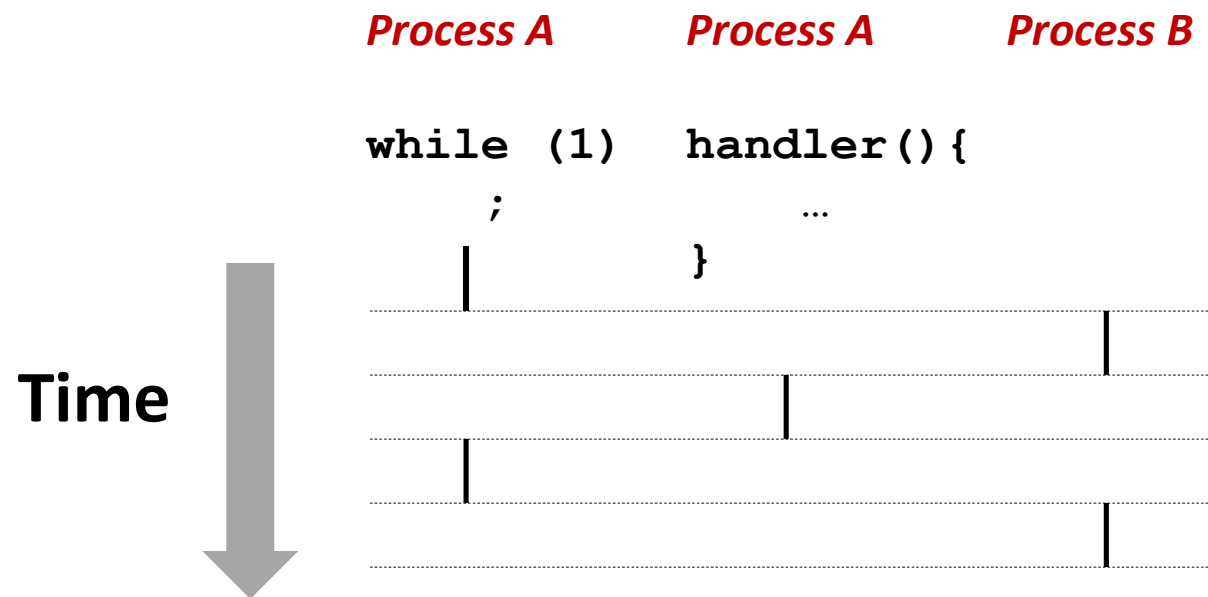 Process A Process A Process B
while (1) handler(){
; …
}
Time